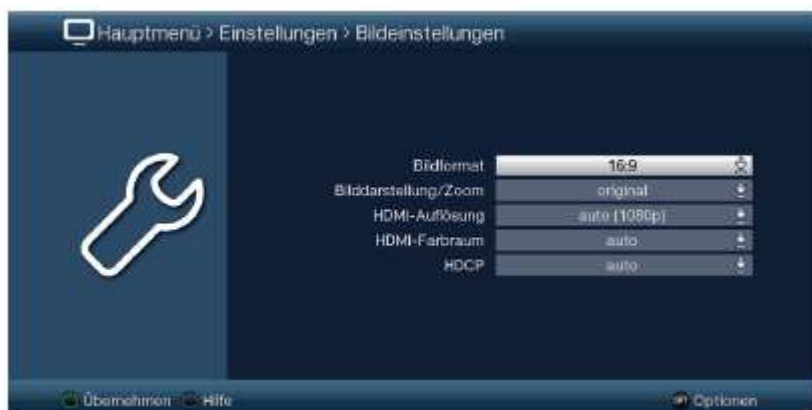 Hauptmenü > Einstellungen > Bildeinstellungen
Bildformat 16:9
Bilddarstellung/Zoom original
HDMI-Auflösung auto (1080p)
HDMI-Farbraum auto
HDCP auto
Übernehmen Hilfe Optionen